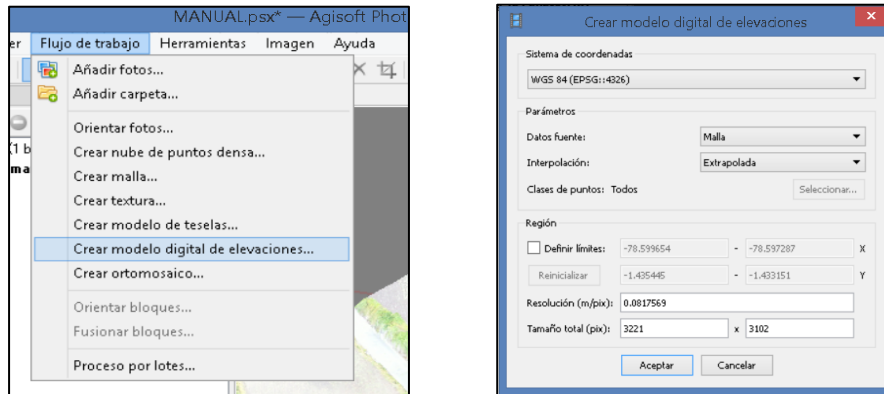 MANUAL.psx* — Agisoft Phot
er Flujo de trabajo Herramientas Imagen Ayuda
Añadir fotos...
Añadir carpeta...
Orientar fotos...
(1 b
Crear nube de puntos densa...
ma
Crear malla...
Crear textura...
Crear modelo de teselas...
Crear modelo digital de elevaciones...
Crear ortomosaico...
Orientar bloques...
Fusionar bloques...
Proceso por lotes...
Crear modelo digital de elevaciones
Sistema de coordenadas
WGS 84 (EPSG::4326)
Parámetros
Datos fuente: Malla
Interpolación: Extrapolada
Clases de puntos: Todos Seleccionar...
Región
Definir límites: -78.599654 - -78.597287 X
Reinicializar -1.435445 - -1.433151 Y
Resolución (m/pix): 0.0817569
Tamaño total (pix): 3221 x 3102
Aceptar Cancelar